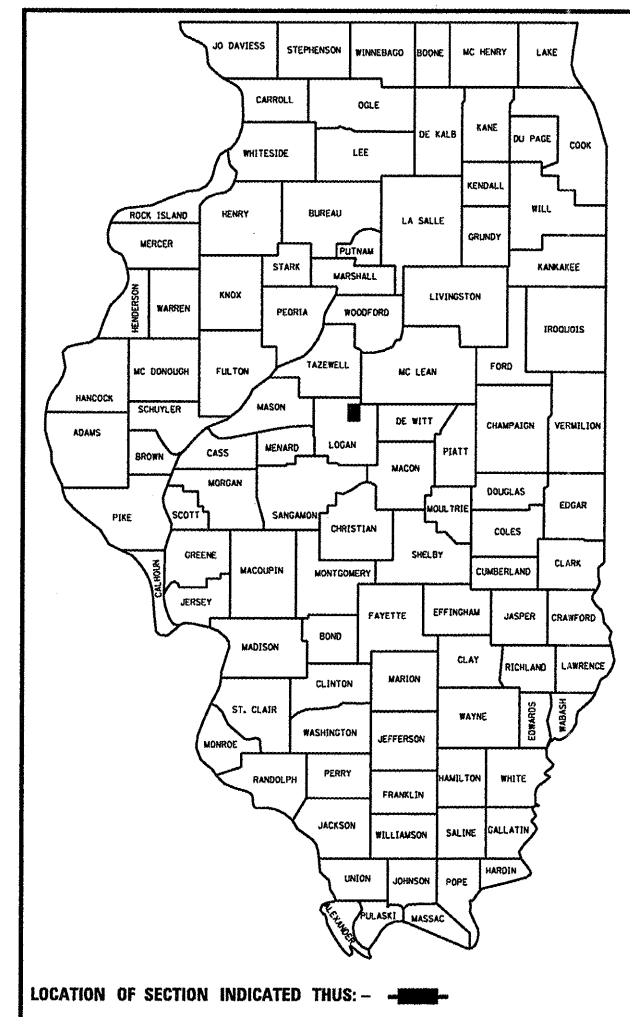 JO DAVIESS STEPHENSON WINNEBAGO BOONE MC HENRY LAKE
CARROLL OGLE DE KALB KANE DU PAGE COOK
WHITESIDE LEE
KENDALL WILL
ROCK ISLAND HENRY BUREAU LA SALLE GRUNDY
MERCER PUTNAM
STARK MARSHALL KANKAKEE
HENDERSON WARREN KNOX PEORIA WOODFORD LIVINGSTON IROQUOIS
HANCOCK MC DONOUGH FULTON TAZEWELL MC LEAN FORD
SCHUYLER MASON DE WITT CHAMPAIGN VERMILION
ADAMS BROWN CASS MENARD LOGAN PIATT
MACON
MORGAN DOUGLAS EDGAR
PIKE SCOTT SANGAMON CHRISTIAN MOULTRIE COLES
GREENE MACOUPIN MONTGOMERY SHELBY CUMBERLAND CLARK
CALHOUN JERSEY FAYETTE EFFINGHAM JASPER CRAWFORD
MADISON BOND CLAY RICHLAND LAWRENCE
CLINTON MARION
ST. CLAIR WASHINGTON JEFFERSON WAYNE EDWARDS WABASH
MONROE
RANDOLPH PERRY FRANKLIN HAMILTON WHITE
JACKSON WILLIAMSON SALINE GALLATIN
UNION JOHNSON POPE HARDIN
ALEXANDER PULASKI MASSAC
LOCATION OF SECTION INDICATED THUS: –